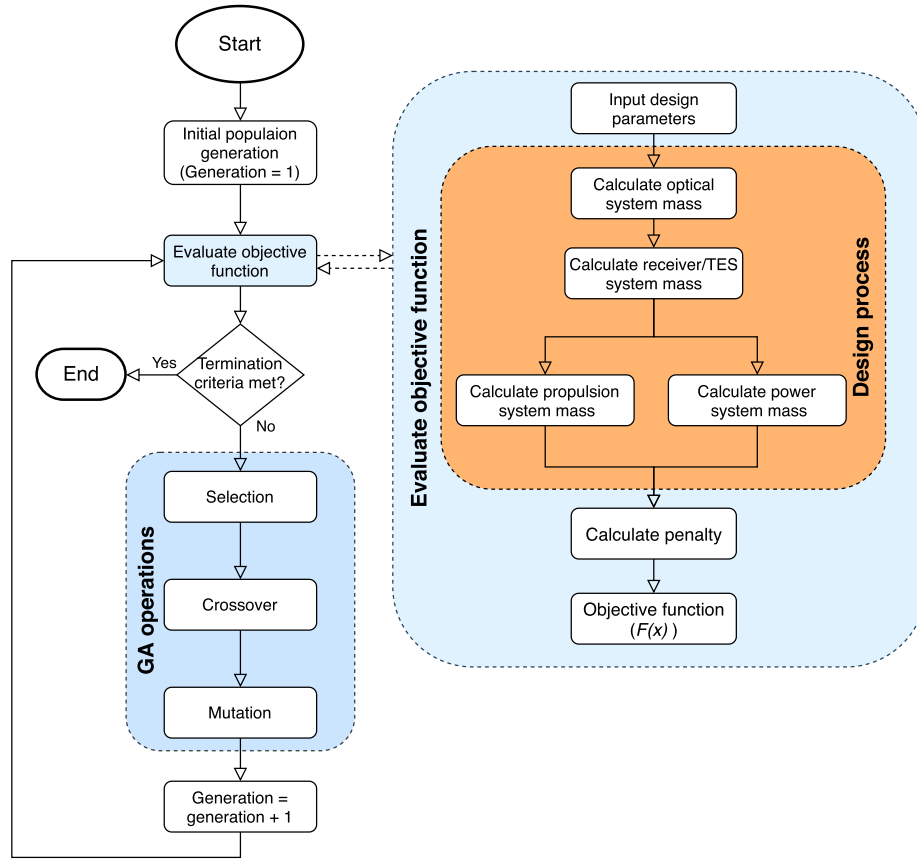 Start
Initial populaion
generation
(Generation = 1)
Evaluate objective
function
Termination
criteria met?
Yes
End
No
GA operations
Selection
Crossover
Mutation
Generation =
generation + 1
Evaluate objective function
Input design
parameters
Design process
Calculate optical
system mass
Calculate receiver/TES
system mass
Calculate propulsion
system mass
Calculate power
system mass
Calculate penalty
Objective function
(F(x) )